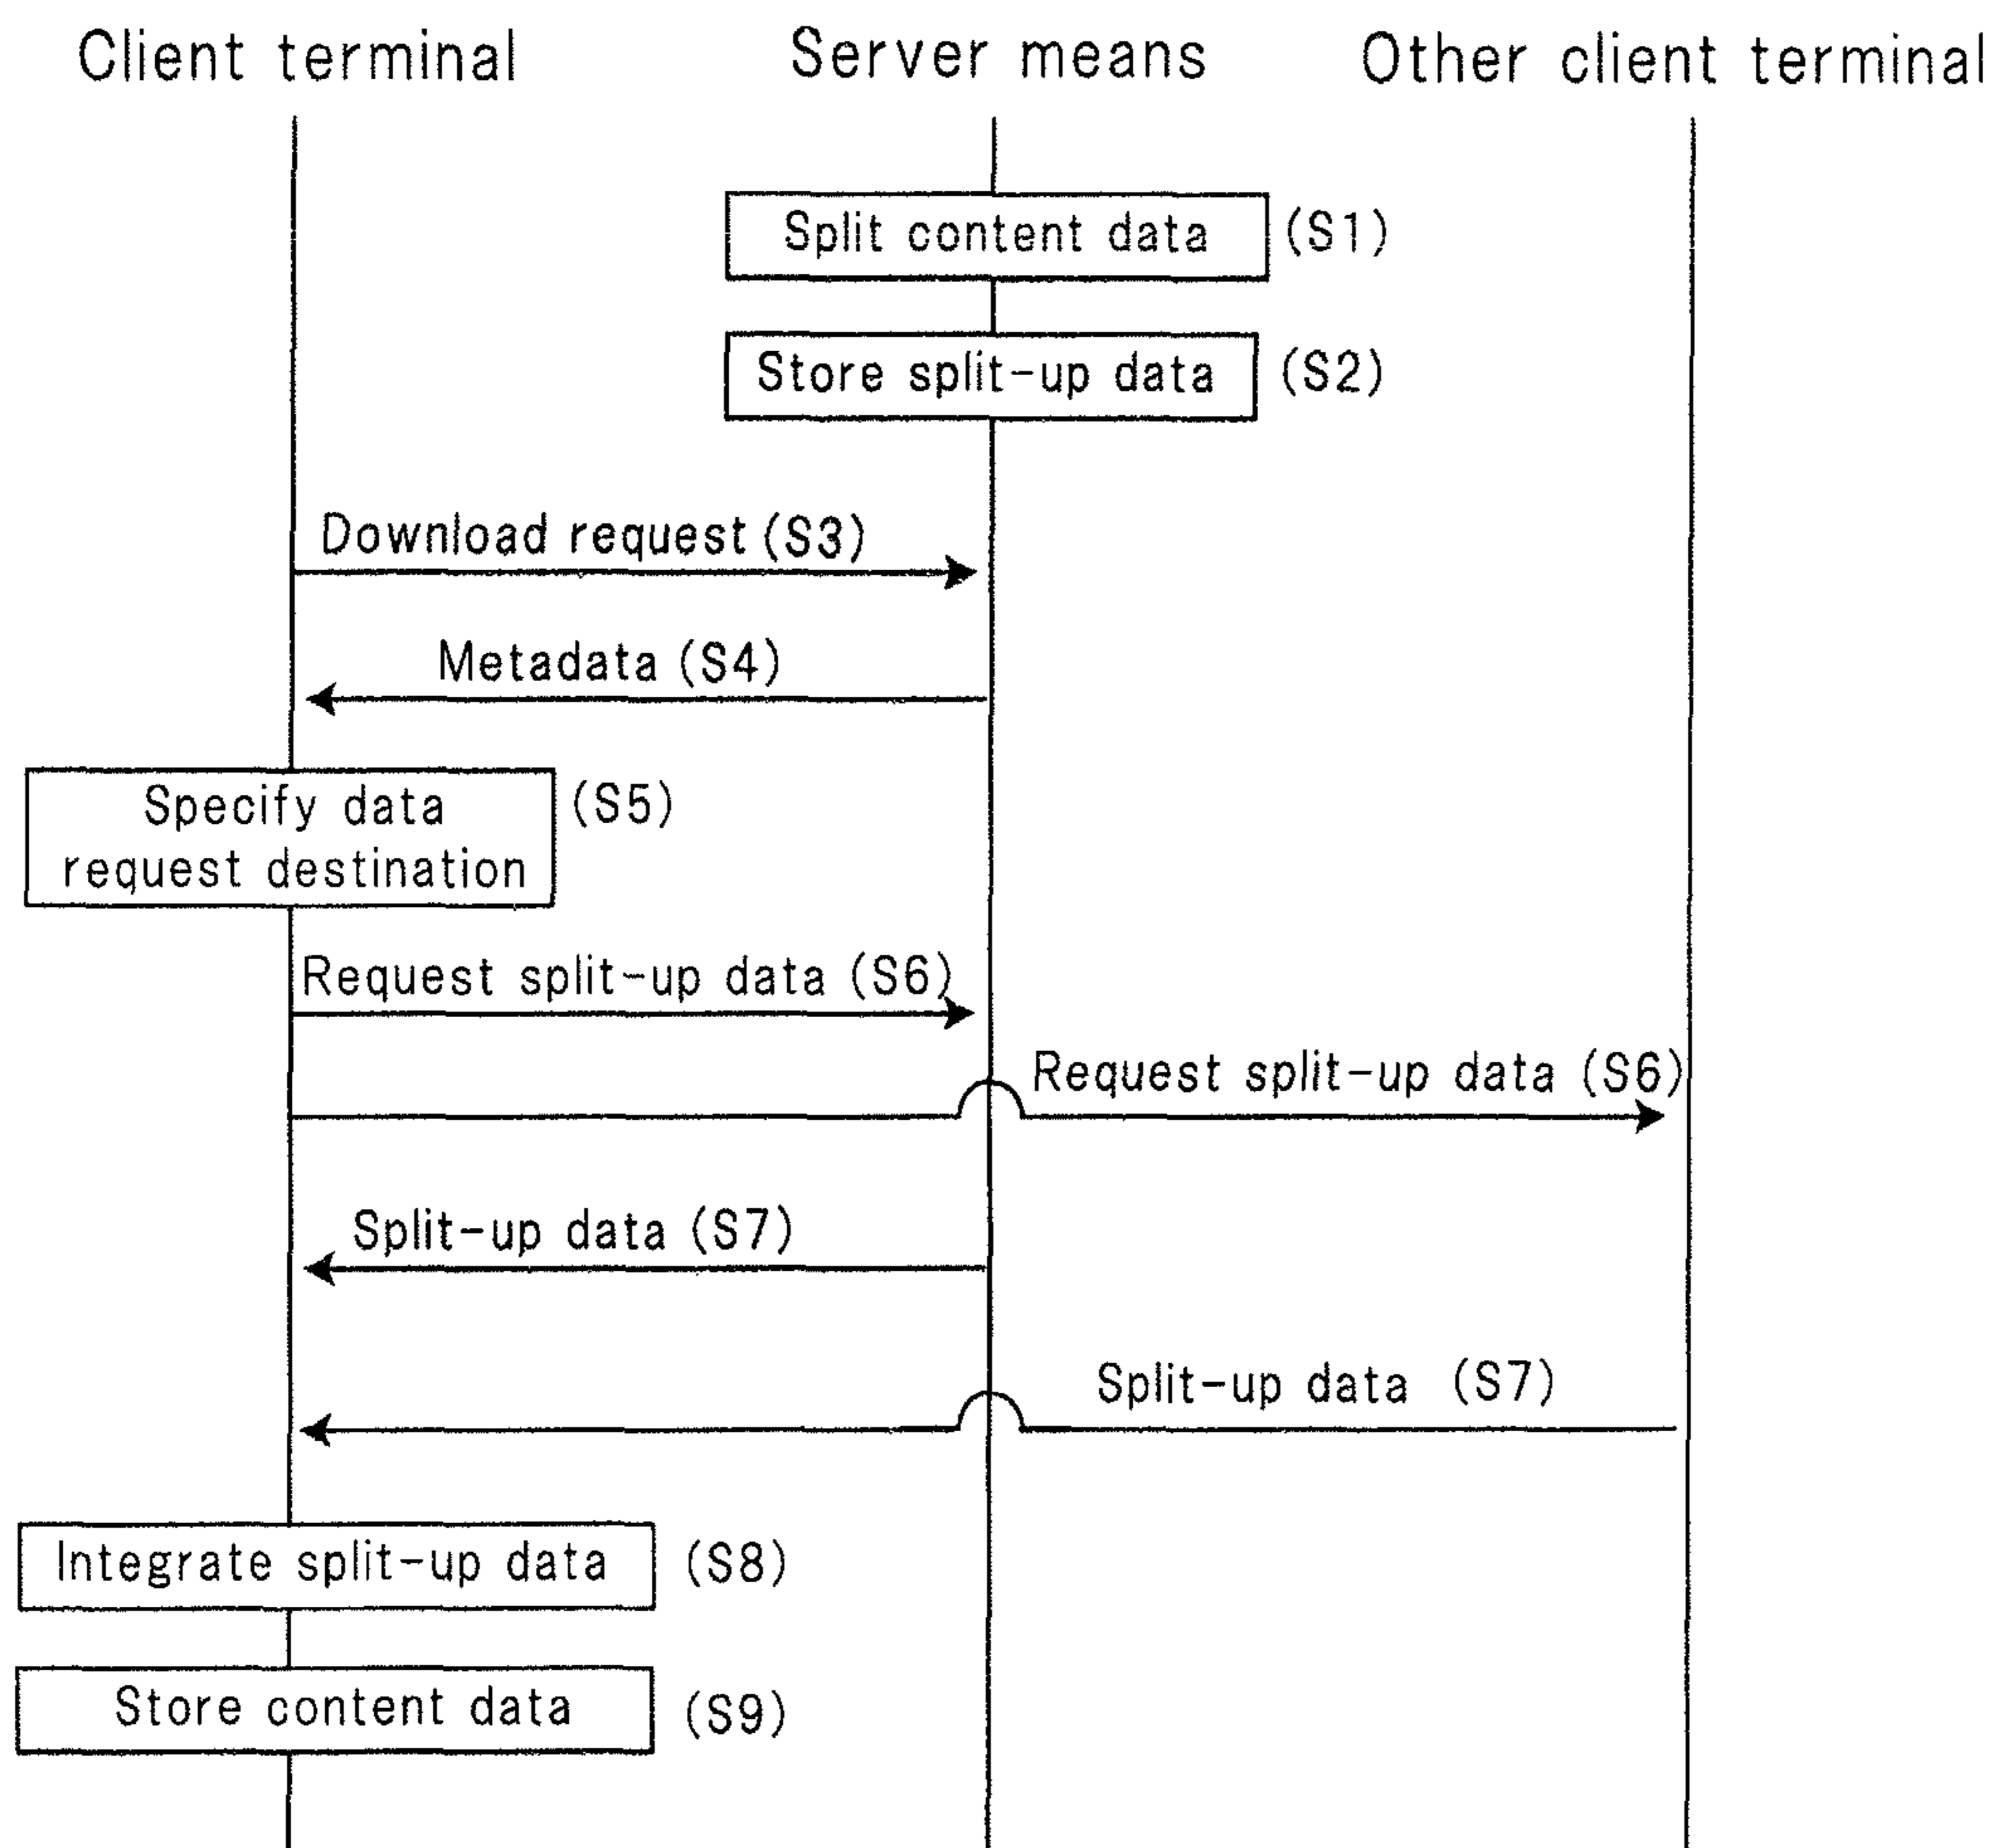 Client terminal
Server means
Other client terminal
Split content data (S1)
Store split-up data (S2)
Download request (S3)
Metadata (S4)
Specify data
request destination
(S5)
Request split-up data (S6)
Request split-up data (S6)
Split-up data (S7)
Split-up data (S7)
Integrate split-up data (S8)
Store content data (S9)